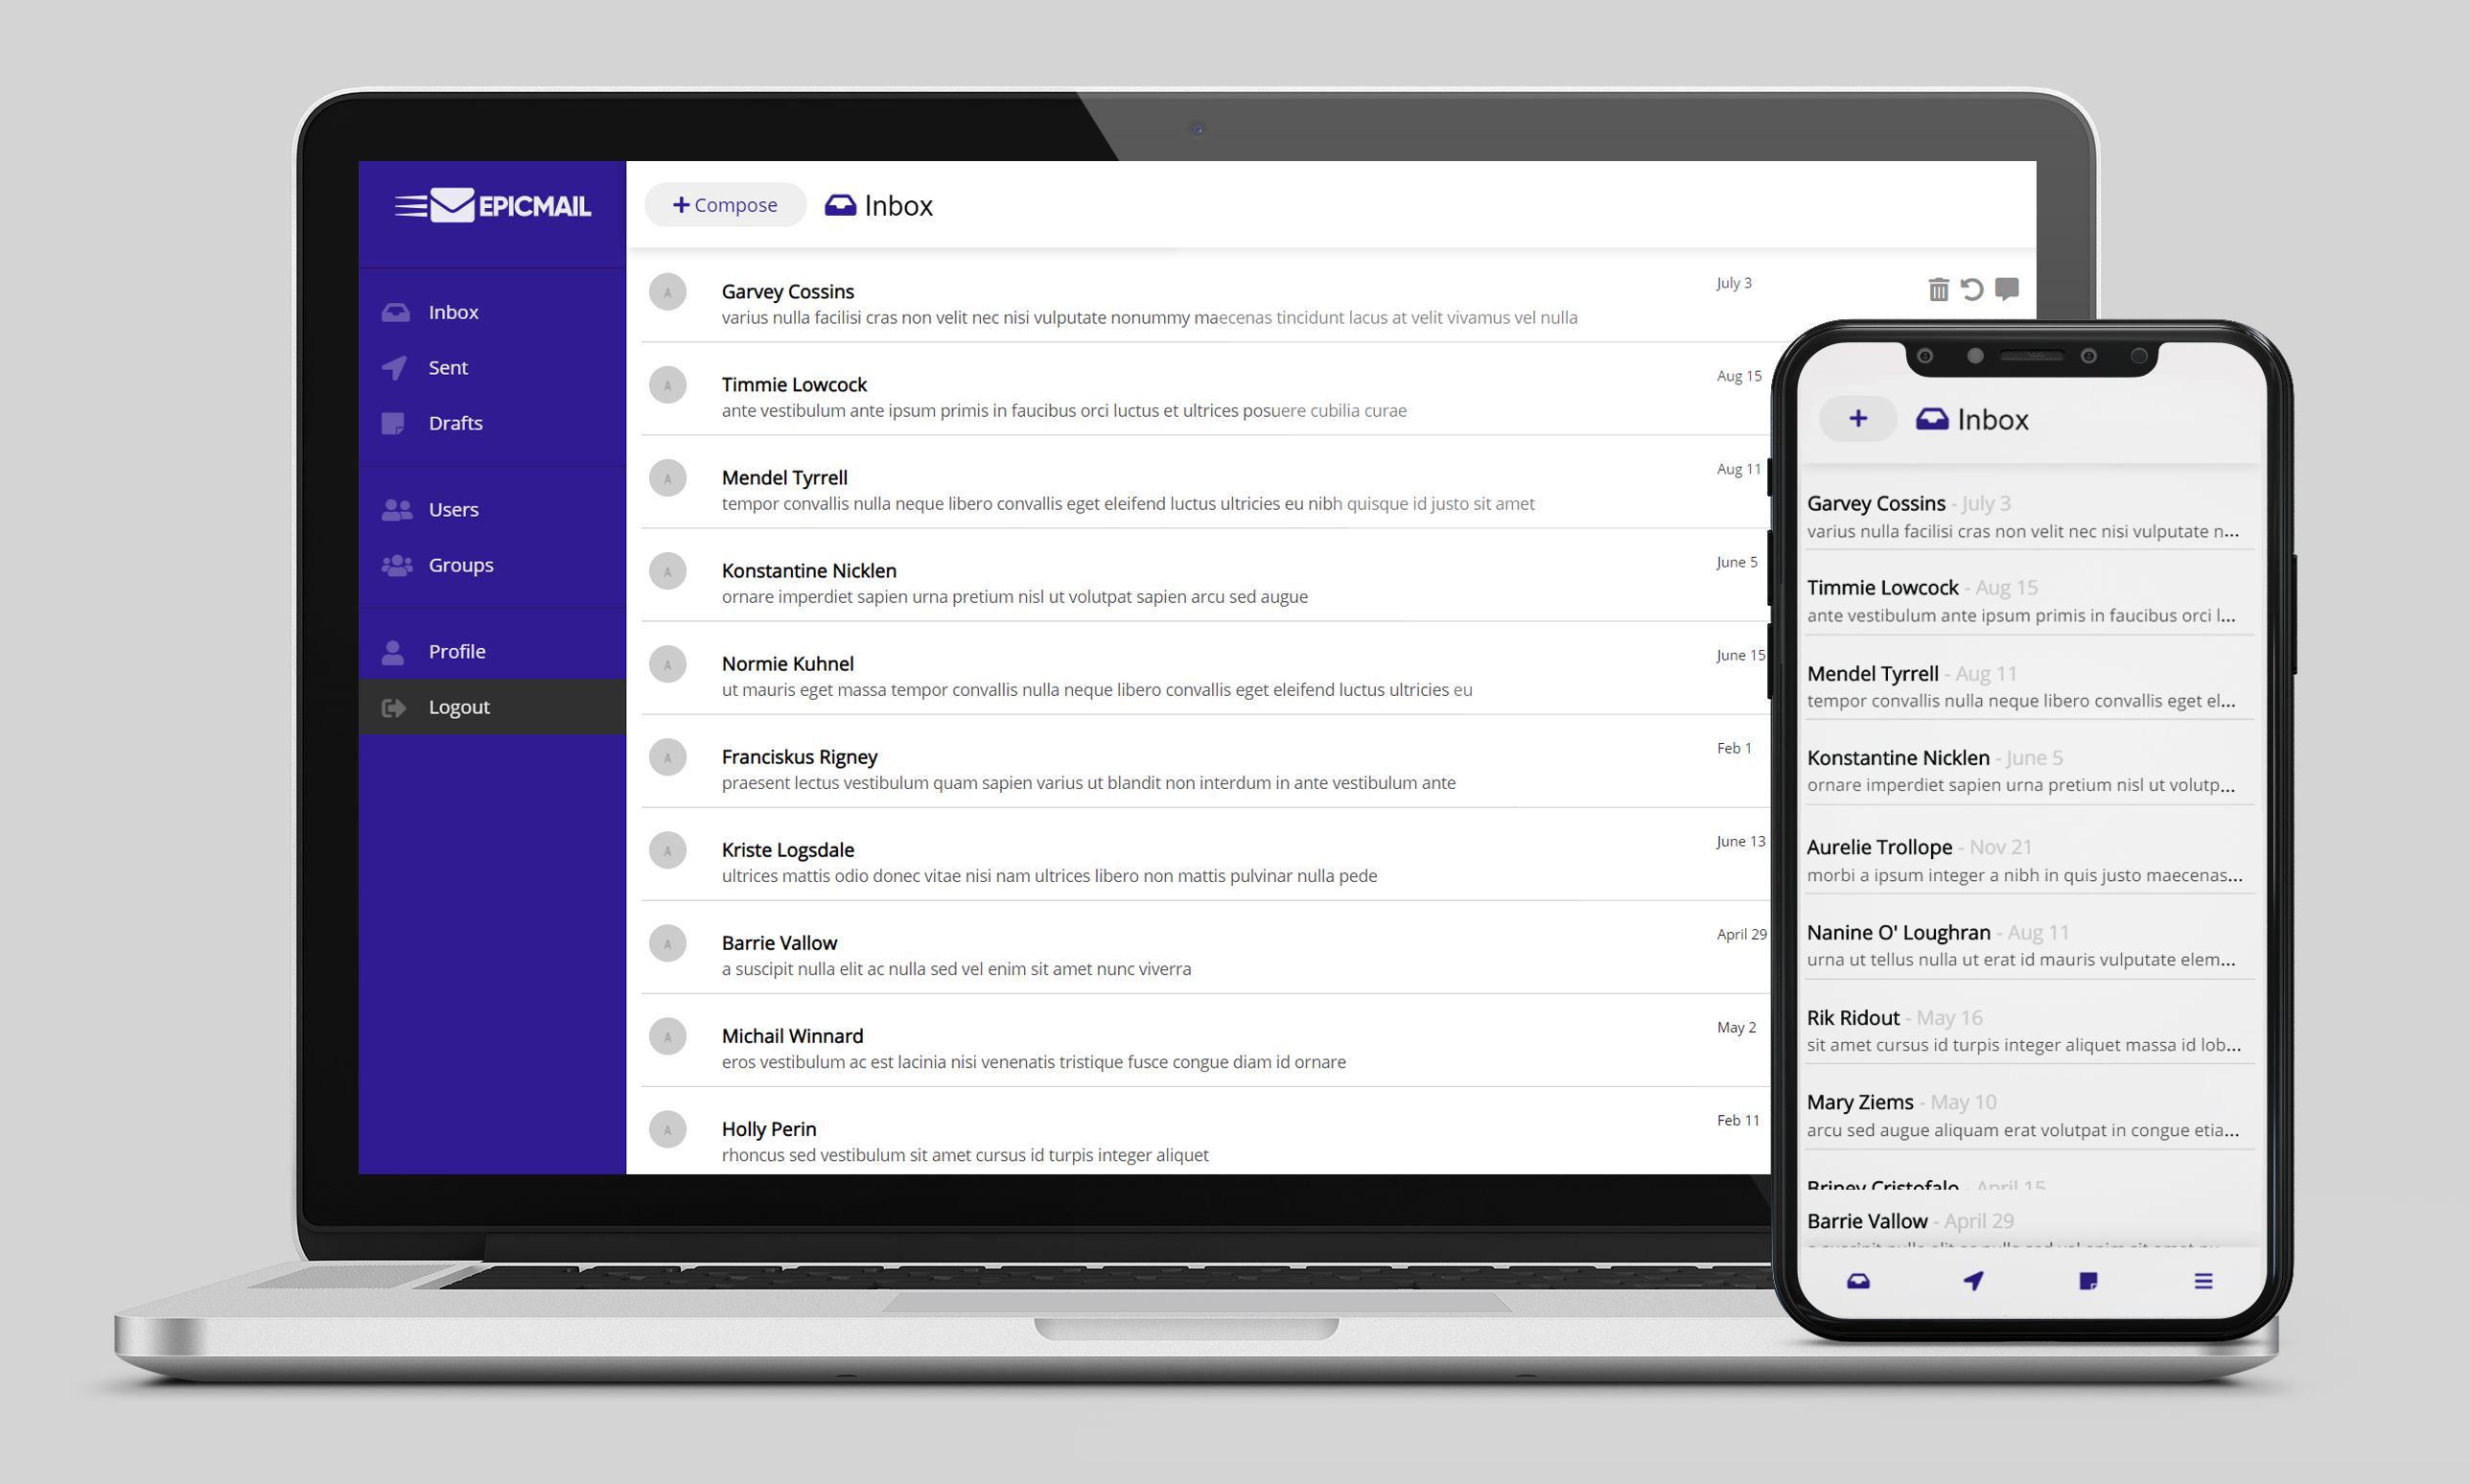 EPICMAIL
Inbox
Sent
Drafts
Users
Groups
Profile
Logout
+ Compose
Inbox
A
Garvey Cossins
varius nulla facilisi cras non velit nec nisi vulputate nonummy maecenas tincidunt lacus at velit vivamus vel nulla
July 3
A
Timmie Lowcock
ante vestibulum ante ipsum primis in faucibus orci luctus et ultrices posuere cubilia curae
Aug 15
A
Mendel Tyrrell
tempor convallis nulla neque libero convallis eget eleifend luctus ultricies eu nibh quisque id justo sit amet
Aug 11
A
Konstantine Nicklen
ornare imperdiet sapien urna pretium nisl ut volutpat sapien arcu sed augue
June 5
A
Normie Kuhnel
ut mauris eget massa tempor convallis nulla neque libero convallis eget eleifend luctus ultricies eu
June 15
A
Franciskus Rigney
praesent lectus vestibulum quam sapien varius ut blandit non interdum in ante vestibulum ante
Feb 1
A
Kriste Logsdale
ultrices mattis odio donec vitae nisi nam ultrices libero non mattis pulvinar nulla pede
June 13
A
Barrie Vallow
a suscipit nulla elit ac nulla sed vel enim sit amet nunc viverra
April 29
A
Michail Winnard
eros vestibulum ac est lacinia nisi venenatis tristique fusce congue diam id ornare
May 2
A
Holly Perin
rhoncus sed vestibulum sit amet cursus id turpis integer aliquet
Feb 11
+
Inbox
Garvey Cossins - July 3
varius nulla facilisi cras non velit nec nisi vulputate n...
Timmie Lowcock - Aug 15
ante vestibulum ante ipsum primis in faucibus orci l...
Mendel Tyrrell - Aug 11
tempor convallis nulla neque libero convallis eget el...
Konstantine Nicklen - June 5
ornare imperdiet sapien urna pretium nisl ut volutp...
Aurelie Trollope - Nov 21
morbi a ipsum integer a nibh in quis justo maecenas...
Nanine O' Loughran - Aug 11
urna ut tellus nulla ut erat id mauris vulputate elem...
Rik Ridout - May 16
sit amet cursus id turpis integer aliquet massa id lob...
Mary Ziems - May 10
arcu sed augue aliquam erat volutpat in congue etia...
Briney Cristofalo - April 15
Barrie Vallow - April 29